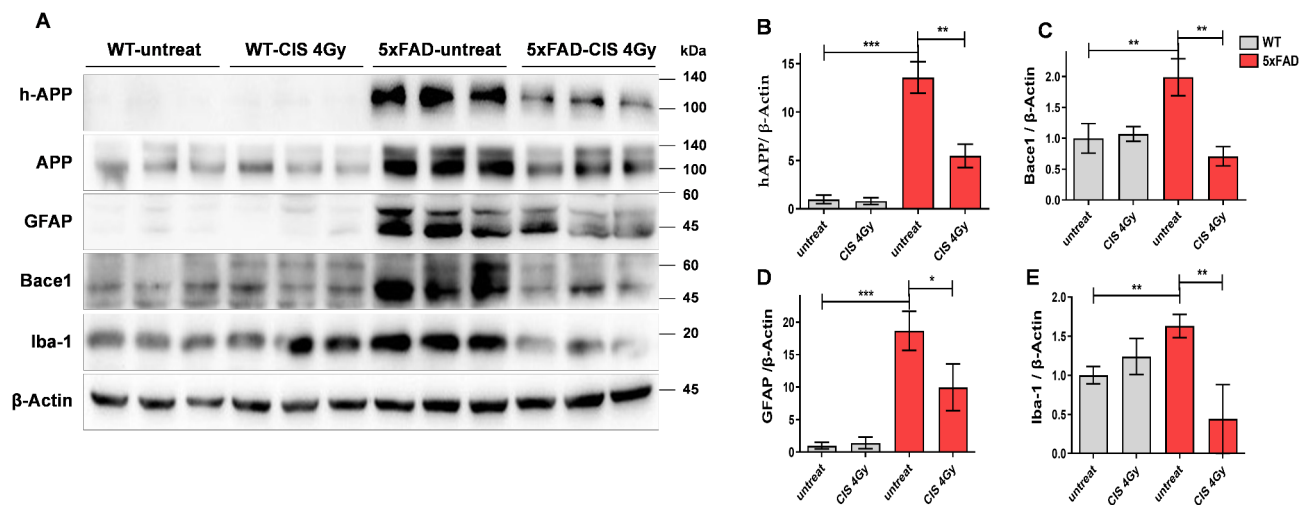 A
WT-untreat WT-CIS 4Gy 5xFAD-untreat 5xFAD-CIS 4Gy kDa
h-APP 140
100
APP 140
100
GFAP 60
45
Bace1 60
45
Iba-1 20
β-Actin 45
B
*** **
hAPP/ β-Actin
15
10
5
0
untreat CIS 4Gy untreat CIS 4Gy
C
** **
Bace1 / β-Actin
2.0
1.5
1.0
0.5
0.0
untreat CIS 4Gy untreat CIS 4Gy
WT
5xFAD
D
*** *
GFAP /β-Actin
20
15
10
5
0
untreat CIS 4Gy untreat CIS 4Gy
E
** **
Iba-1 / β-Actin
2.0
1.5
1.0
0.5
0.0
untreat CIS 4Gy untreat CIS 4Gy